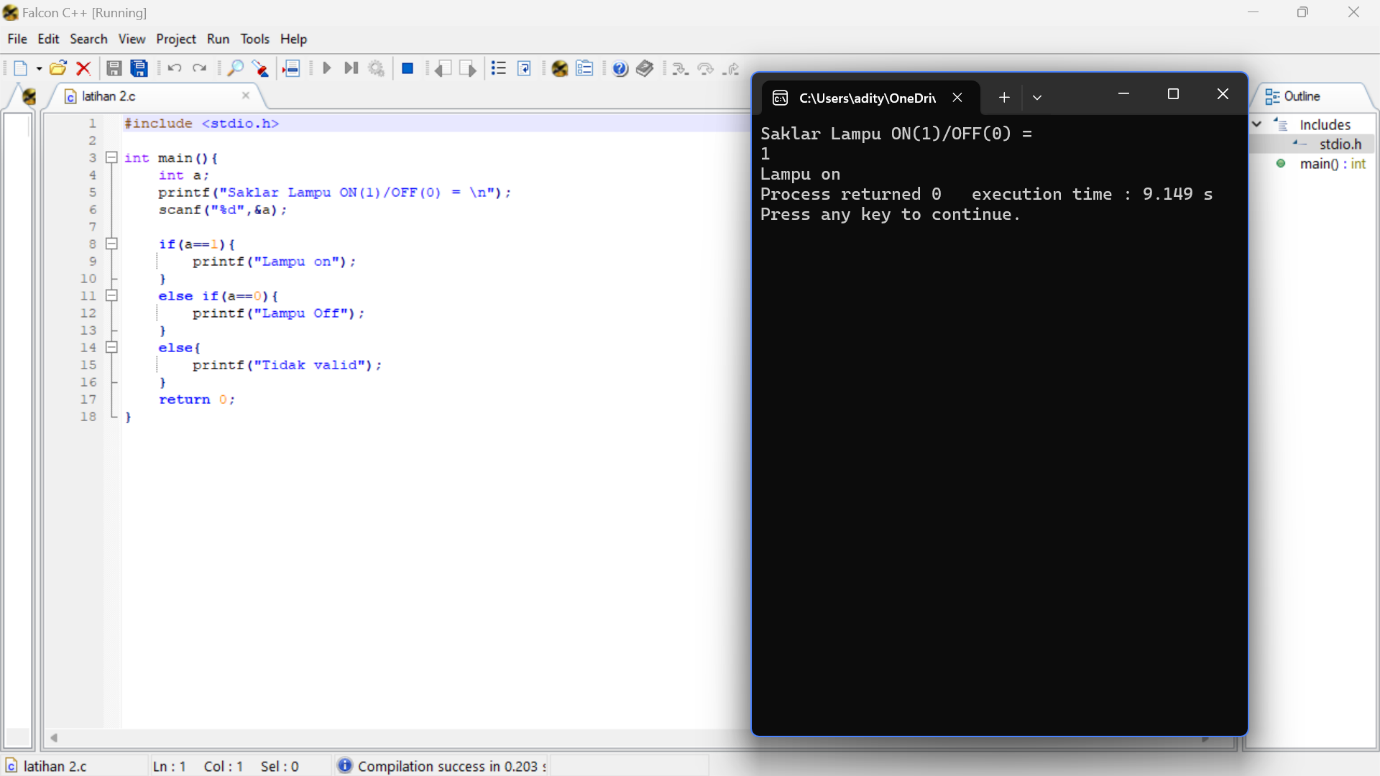 Falcon C++ [Running]
File Edit Search View Project Run Tools Help
latihan 2.c
1 #include <stdio.h>
2
3 int main(){
4 int a;
5 printf("Saklar Lampu ON(1)/OFF(0) = \n");
6 scanf("%d",&a);
7
8 if(a==1){
9 printf("Lampu on");
10 }
11 else if(a==0){
12 printf("Lampu Off");
13 }
14 else{
15 printf("Tidak valid");
16 }
17 return 0;
18 }
C:\Users\adity\OneDri
Saklar Lampu ON(1)/OFF(0) =
1
Lampu on
Process returned 0   execution time : 9.149 s
Press any key to continue.
Outline
Includes
stdio.h
main() : int
latihan 2.c Ln : 1 Col : 1 Sel : 0 Compilation success in 0.203 s